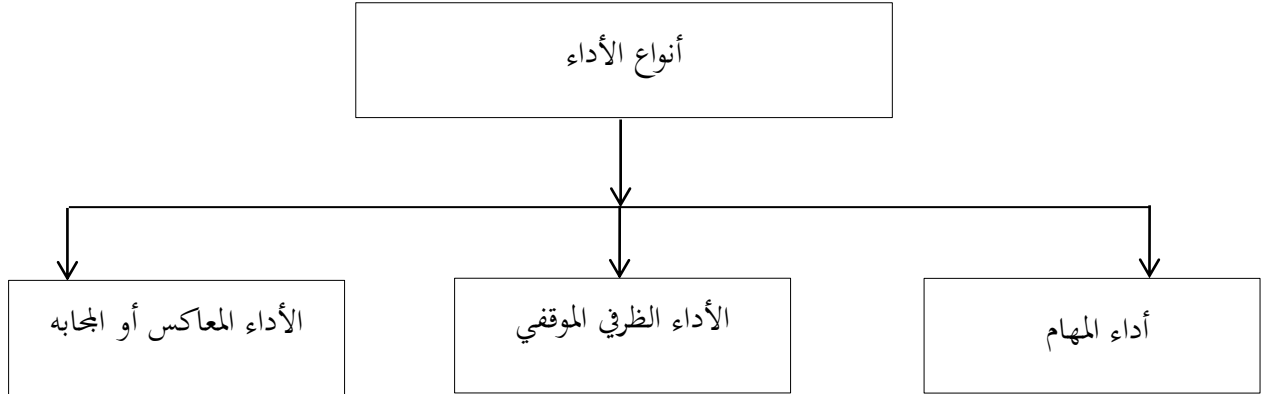 أنواع الأداء
أداء المهام
الأداء الظرفي الموقفي
الأداء المعاكس أو المجابه